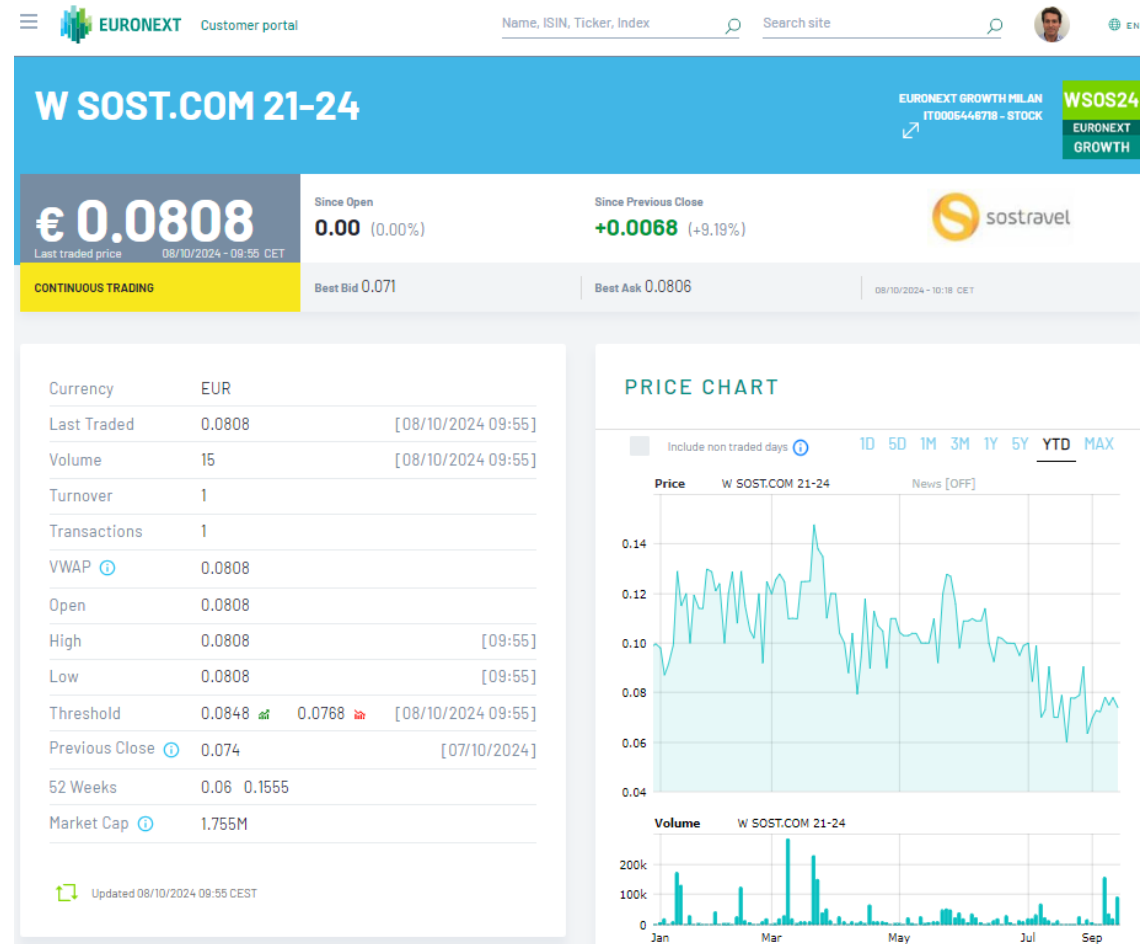 EURONEXT Customer portal Name, ISIN, Ticker, Index Search site EN
W SOST.COM 21-24
EURONEXT GROWTH MILAN
IT0005446718 - STOCK
WSOS24
EURONEXT
GROWTH
€ 0.0808
Last traded price 08/10/2024 - 09:55 CET
Since Open
0.00 (0.00%)
Since Previous Close
+0.0068 (+9.19%)
sostravel
CONTINUOUS TRADING
Best Bid 0.071
Best Ask 0.0806
08/10/2024 - 10:18 CET
Currency EUR
Last Traded 0.0808 [08/10/2024 09:55]
Volume 15 [08/10/2024 09:55]
Turnover 1
Transactions 1
VWAP 0.0808
Open 0.0808
High 0.0808 [09:55]
Low 0.0808 [09:55]
Threshold 0.0848 0.0768 [08/10/2024 09:55]
Previous Close 0.074 [07/10/2024]
52 Weeks 0.06 0.1555
Market Cap 1.755M
Updated 08/10/2024 09:55 CEST
PRICE CHART
Include non traded days 1D 5D 1M 3M 1Y 5Y YTD MAX
Price W SOST.COM 21-24 News [OFF]
0.14
0.12
0.10
0.08
0.06
0.04
Volume W SOST.COM 21-24
200k
100k
0
Jan Mar May Jul Sep